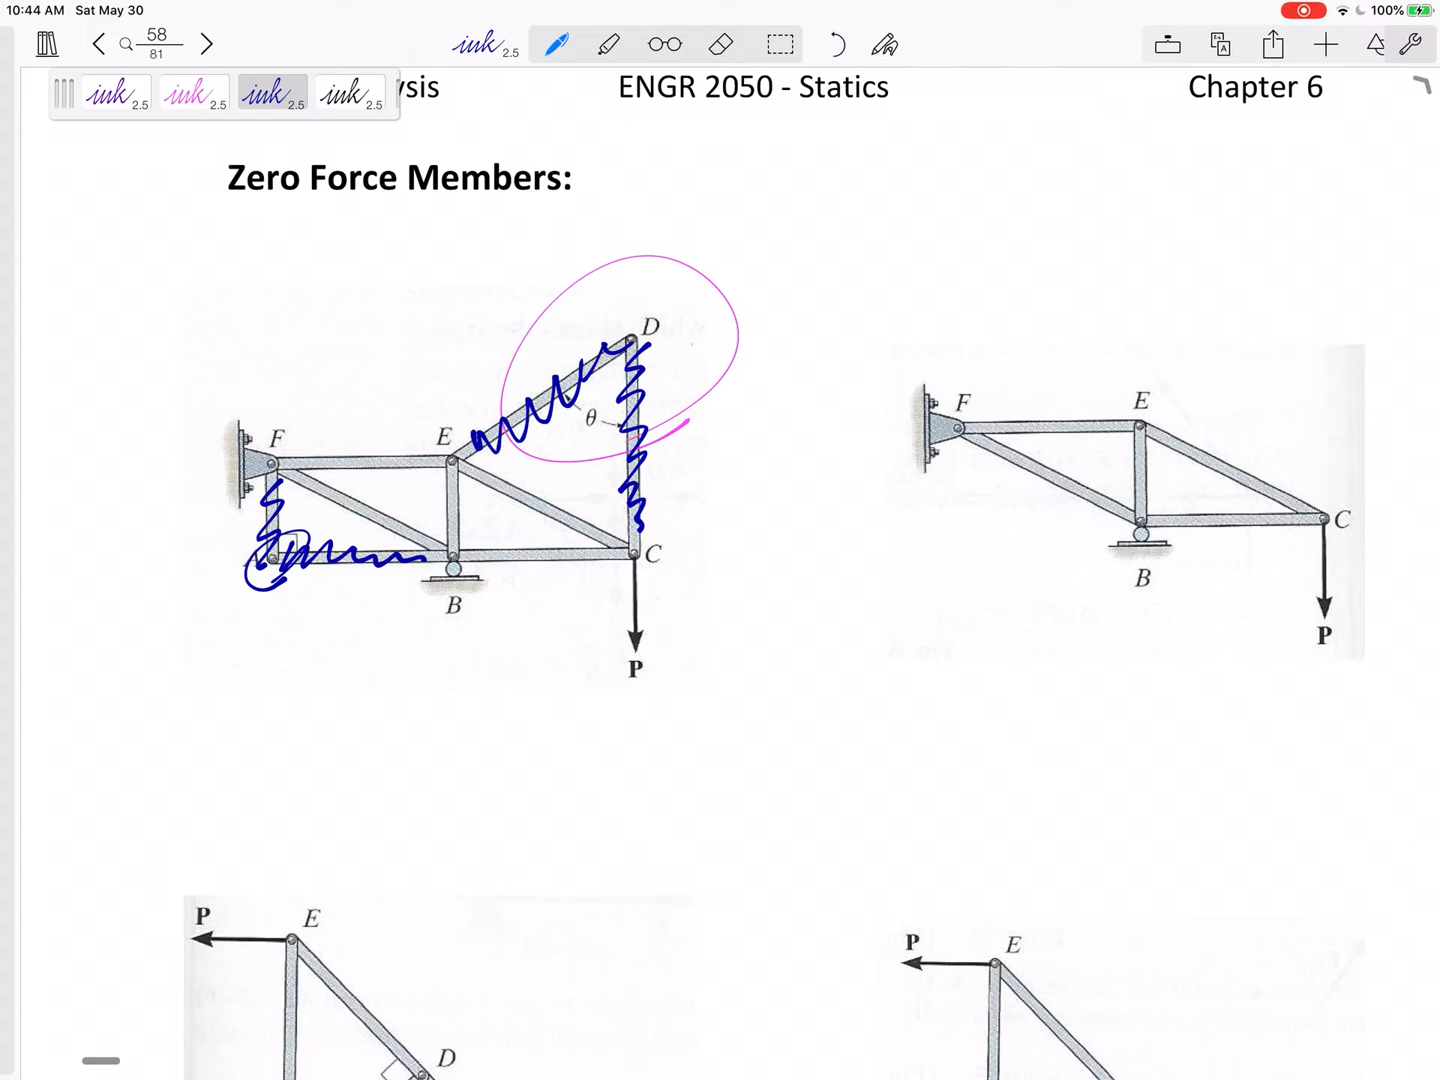 10:44 AM Sat May 30
100%
58
81
ink 2.5
ink 2.5 ink 2.5 ink 2.5 ink 2.5
ysis ENGR 2050 - Statics Chapter 6
Zero Force Members:
D
θ
F E
C
B
P
F E
C
B
P
P E
D
P E